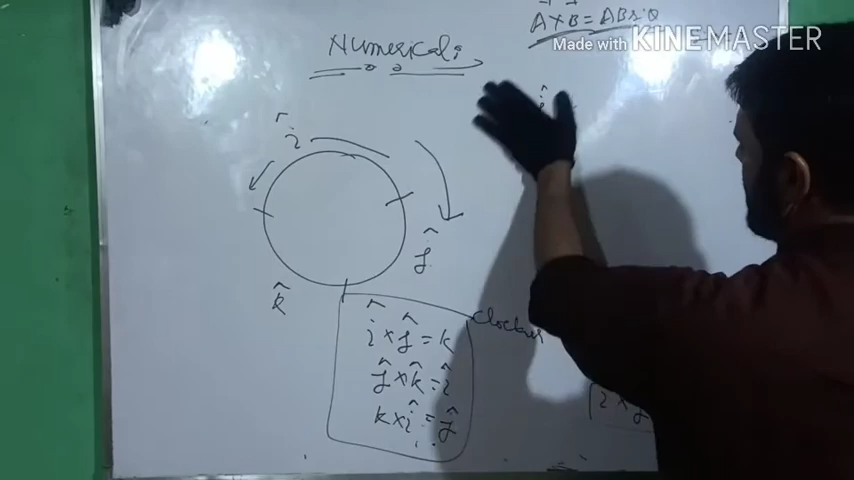 A × B = AB sin θ
Made with KINEMASTER
Numericals
î
ĵ
k̂
clockwise
î × ĵ = k
ĵ × k̂ = î
k × î = ĵ